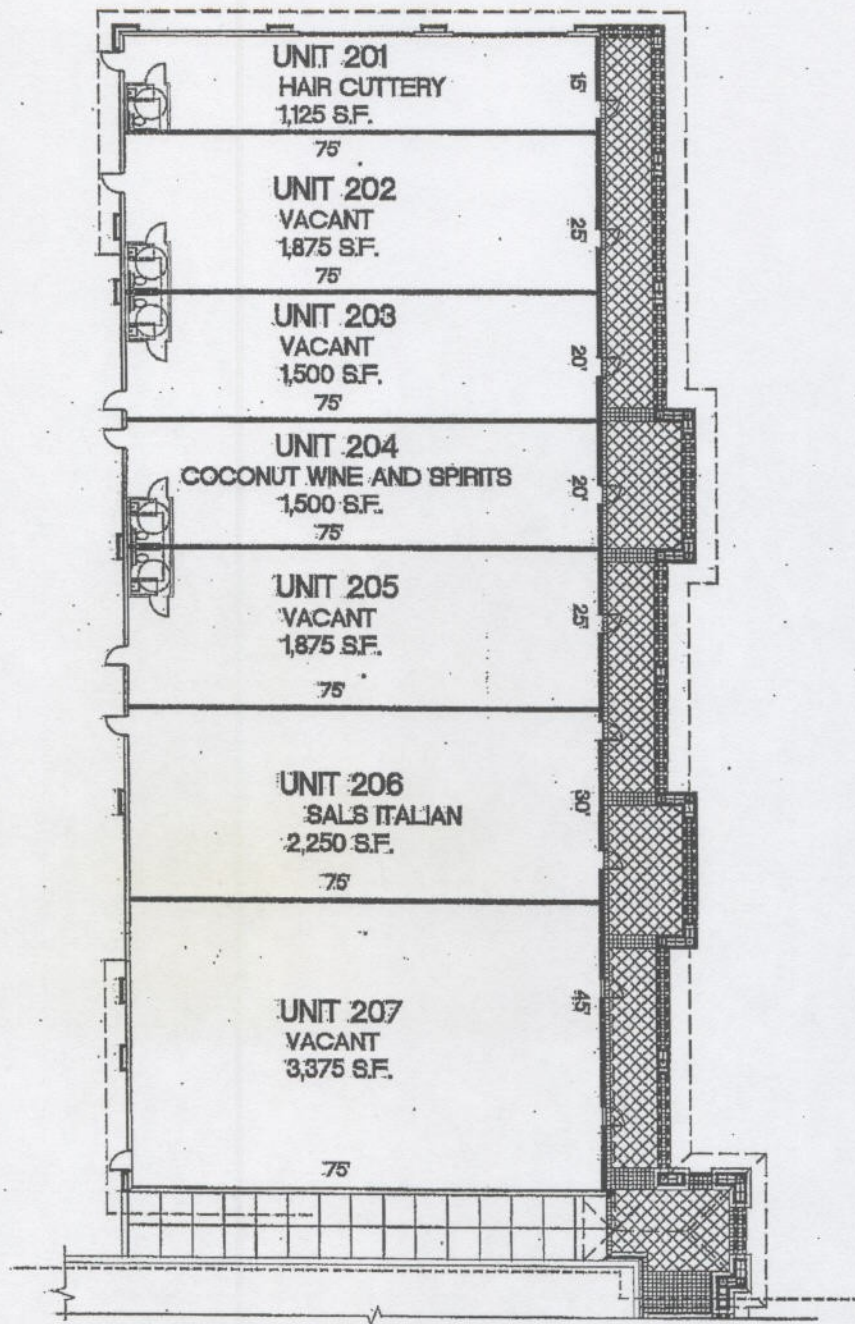 UNIT 201
HAIR CUTTERY
1,125 S.F.
15'
75'
UNIT 202
VACANT
1,875 S.F.
25'
75'
UNIT 203
VACANT
1,500 S.F.
20'
75'
UNIT 204
COCONUT WINE AND SPIRITS
1,500 S.F.
20'
75'
UNIT 205
VACANT
1,875 S.F.
25'
75'
UNIT 206
SALS ITALIAN
2,250 S.F.
30'
75'
UNIT 207
VACANT
3,375 S.F.
45'
75'